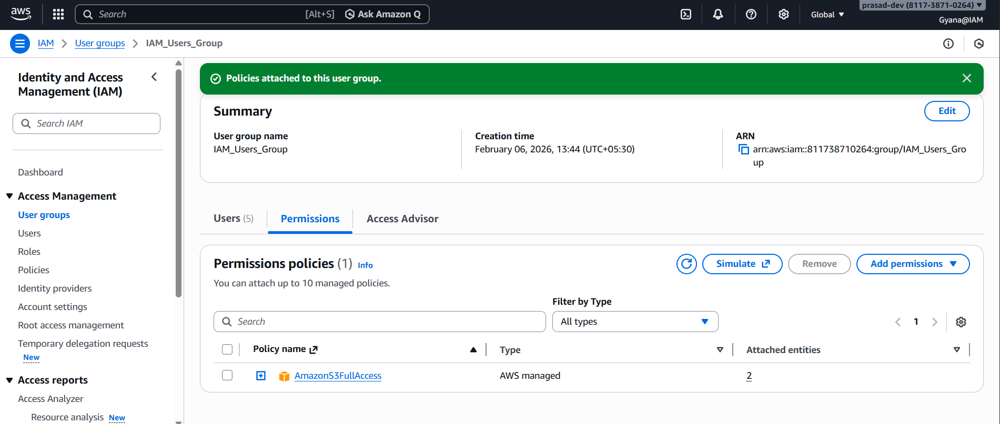 aws
Search [Alt+S] Ask Amazon Q
Global
prasad-dev (8117-3871-0264)
Gyana@IAM
IAM
User groups
IAM_Users_Group
Identity and Access
Management (IAM)
Search IAM
Dashboard
Access Management
User groups
Users
Roles
Policies
Identity providers
Account settings
Root access management
Temporary delegation requests
New
Access reports
Access Analyzer
Resource analysis New
Policies attached to this user group.
Summary
Edit
User group name
IAM_Users_Group
Creation time
February 06, 2026, 13:44 (UTC+05:30)
ARN
arn:aws:iam::811738710264:group/IAM_Users_Gro
up
Users (5)
Permissions
Access Advisor
Permissions policies (1) Info
You can attach up to 10 managed policies.
Simulate
Remove
Add permissions
Filter by Type
Search
All types
1
Policy name
Type
Attached entities
AmazonS3FullAccess
AWS managed
2